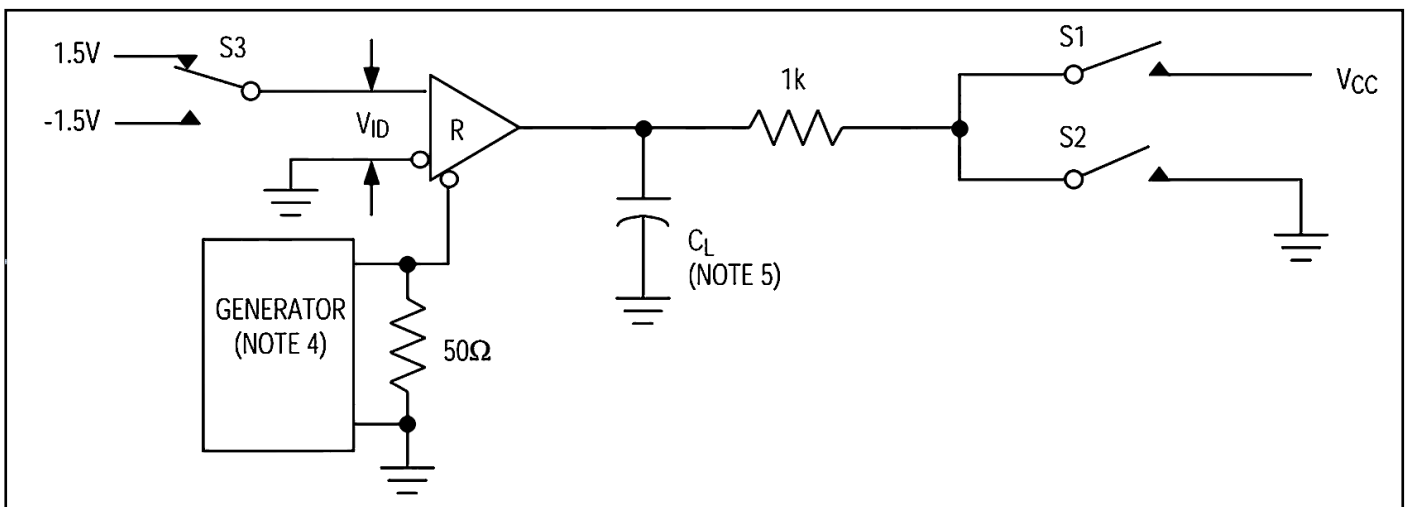 1.5V
S3
-1.5V
VID
R
GENERATOR
(NOTE 4)
50Ω
CL
(NOTE 5)
1k
S1
VCC
S2